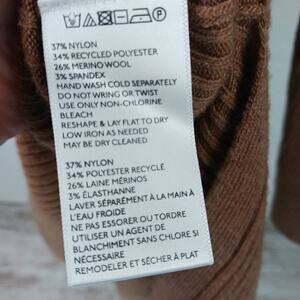 37% NYLON
34% RECYCLED POLYESTER
26% MERINO WOOL
3% SPANDEX
HAND WASH COLD SEPARATELY
DO NOT WRING OR TWIST
USE ONLY NON-CHLORINE
BLEACH
RESHAPE & LAY FLAT TO DRY
LOW IRON AS NEEDED
MAY BE DRY CLEANED
37% NYLON
34% POLYESTER RECYCLÉ
26% LAINE MÉRINOS
3% ÉLASTHANNE
LAVER SÉPARÉMENT À LA MAIN À
L'EAU FROIDE
NE PAS ESSORER OU TORDRE
UTILISER UN AGENT DE
BLANCHIMENT SANS CHLORE SI
NÉCESSAIRE
REMODELER ET SÉCHER À PLAT